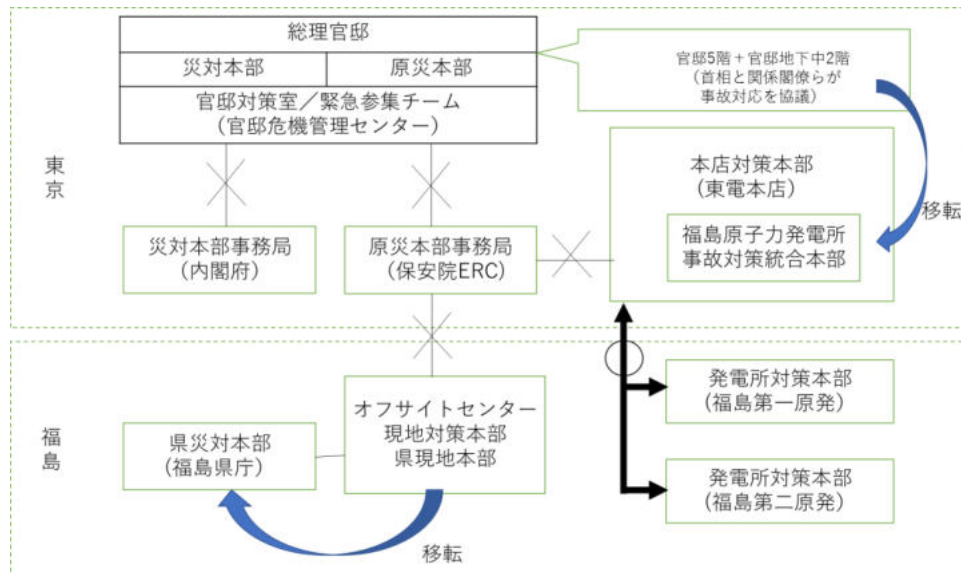 総理官邸
災対本部
原災本部
官邸対策室／緊急参集チーム
（官邸危機管理センター）
官邸5階＋官邸地下中2階
（首相と関係閣僚らが
事故対応を協議）
東京
本店対策本部
（東電本店）
移転
福島原子力発電所
事故対策統合本部
災対本部事務局
（内閣府）
原災本部事務局
（保安院ERC）
福島
オフサイトセンター
現地対策本部
県現地本部
県災対本部
（福島県庁）
移転
発電所対策本部
（福島第一原発）
発電所対策本部
（福島第二原発）